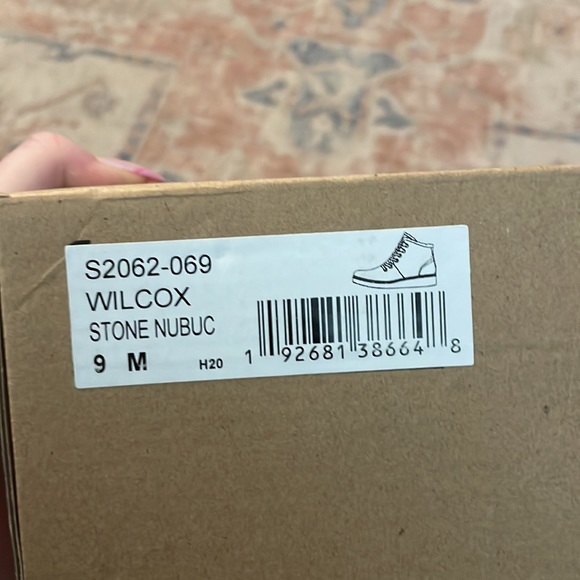 S2062-069
WILCOX
STONE NUBUC
9 M H20
1 92681 38664 8